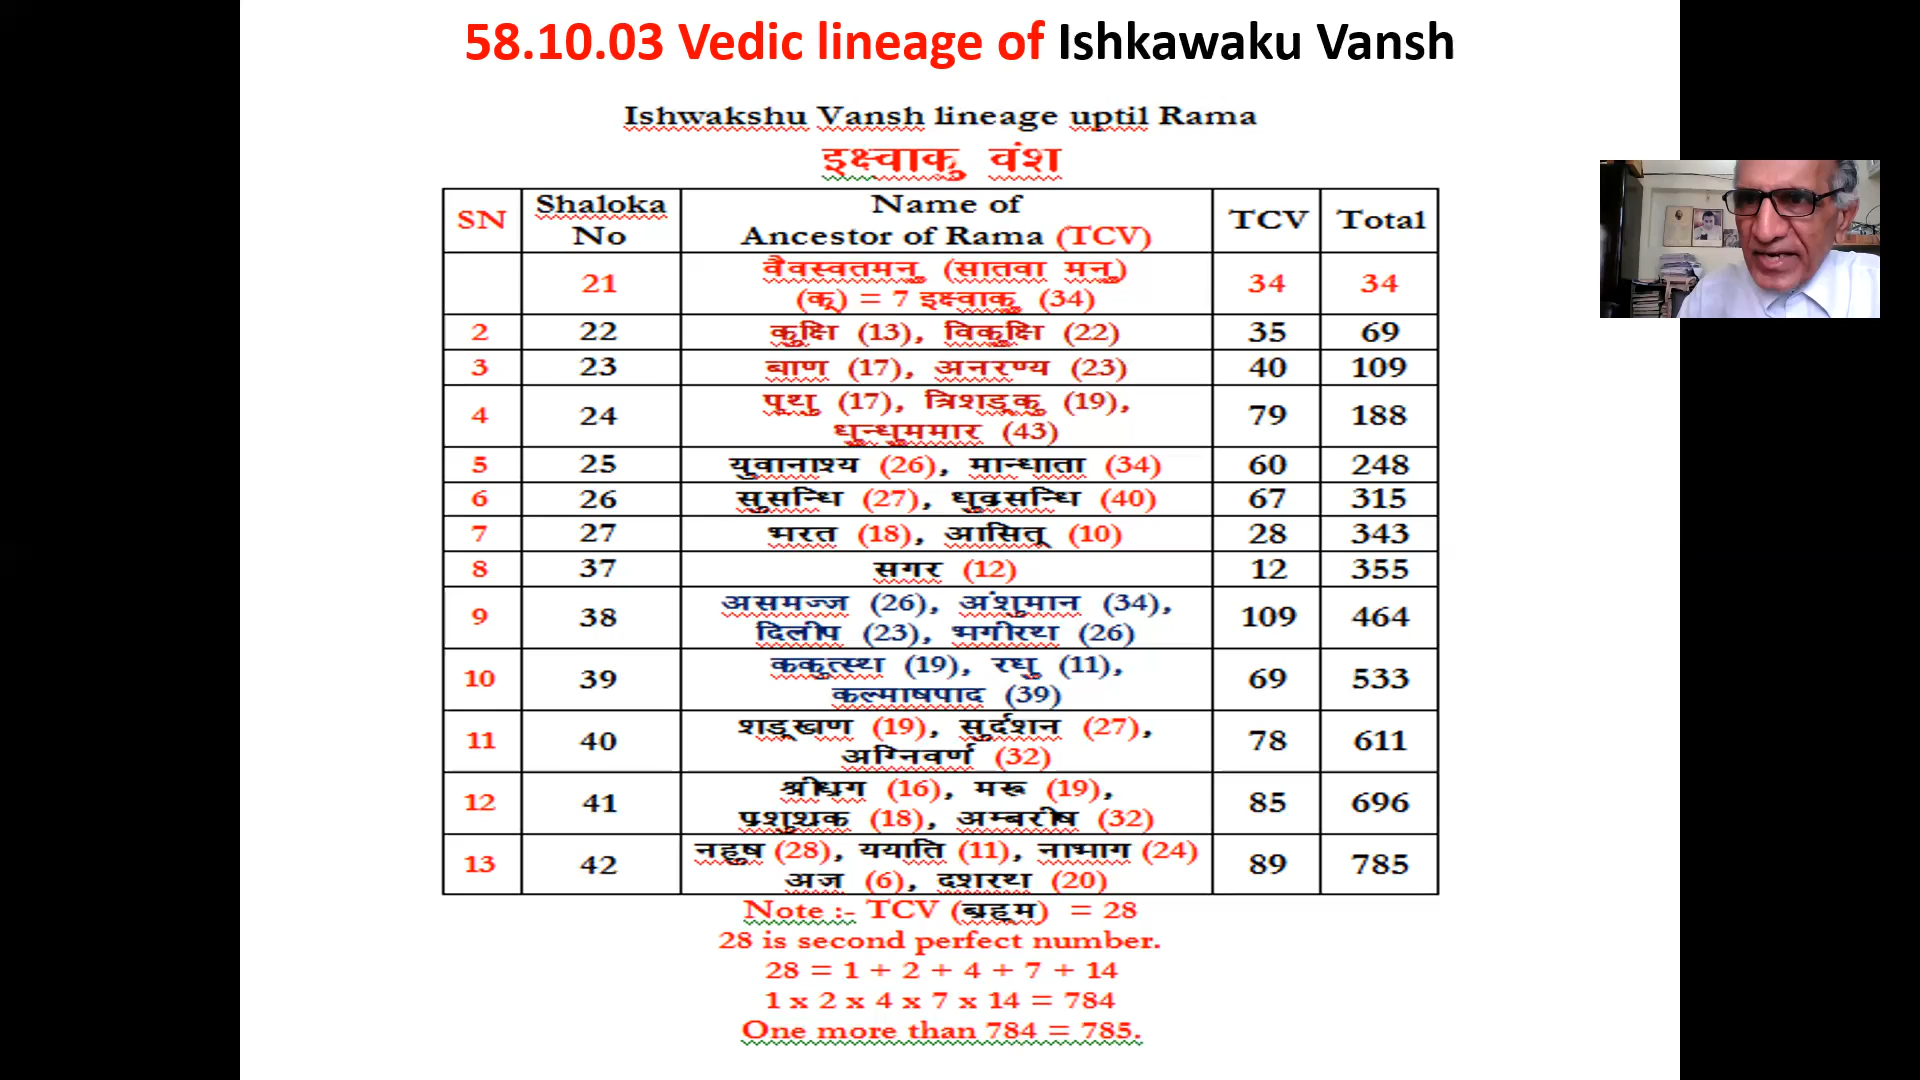 58.10.03 Vedic lineage of Ishkawaku Vansh
Ishwakshu Vansh lineage uptil Rama
इक्ष्वाकु वंश
SN Shaloka No Name of Ancestor of Rama (TCV) TCV Total
21 वैवस्वतमनु (सातवा मनु) (क्) = 7 इक्ष्वाकु (34) 34 34
2 22 कुक्षि (13), विकुक्षि (22) 35 69
3 23 बाण (17), अनरण्य (23) 40 109
4 24 पृथु (17), त्रिशङ्कु (19), धुन्धुममार (43) 79 188
5 25 युवानाश्य (26), मान्धाता (34) 60 248
6 26 सुसन्धि (27), धुव्रसन्धि (40) 67 315
7 27 भरत (18), आसित् (10) 28 343
8 37 सगर (12) 12 355
9 38 असमज्ज (26), अंशुमान (34), दिलीप (23), भगीरथ (26) 109 464
10 39 ककुत्स्थ (19), रधु (11), कल्माषपाद (39) 69 533
11 40 शड्खण (19), सुर्दशन (27), अग्निवर्ण (32) 78 611
12 41 श्रीध्रग (16), मरू (19), प्रशुश्रक (18), अम्बरीष (32) 85 696
13 42 नहुष (28), ययाति (11), नाभाग (24) अज (6), दशरथ (20) 89 785
Note :- TCV (ब्रह्म) = 28
28 is second perfect number.
28 = 1 + 2 + 4 + 7 + 14
1 x 2 x 4 x 7 x 14 = 784
One more than 784 = 785.